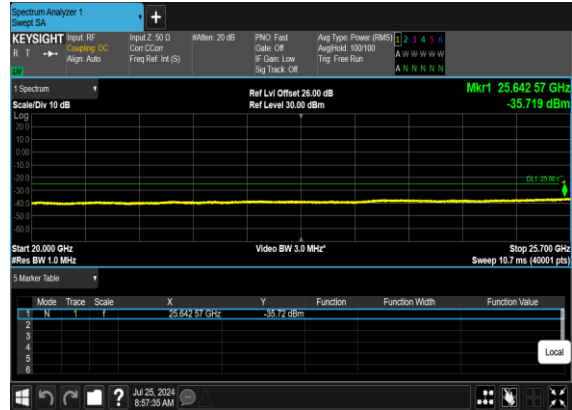 Spectrum Analyzer 1
Swept SA
+
KEYSIGHT Input: RF Input Z: 50 Ω #Atten: 20 dB PNO: Fast Avg Type: Power (RMS) 1 2 3 4 5 6
R T Coupling: DC Corr CCorr Gate: Off Avg|Hold: 100/100 A W W W W W
Align: Auto Freq Ref: Int (S) IF Gain: Low Trig: Free Run
Sig Track: Off A N N N N N
1 Spectrum Ref Lvl Offset 26.00 dB Mkr1 25.642 57 GHz
Scale/Div 10 dB Ref Level 30.00 dBm -35.719 dBm
Log
20.0
10.0
0.00
-10.0
-20.0
DL1 -25.00
-30.0
-40.0
-50.0
-60.0
Start 20.000 GHz Video BW 3.0 MHz* Stop 25.700 GHz
#Res BW 1.0 MHz Sweep 10.7 ms (40001 pts)
5 Marker Table
Mode Trace Scale X Y Function Function Width Function Value
1 N 1 f 25.642 57 GHz -35.72 dBm
2
3
4
5
6
Local
? Jul 25, 2024
8:57:35 AM